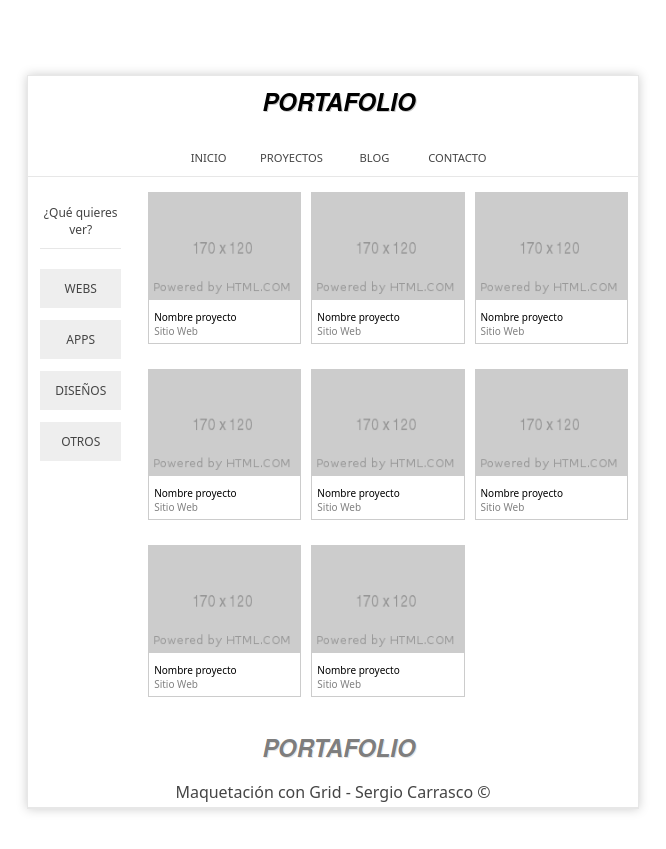 PORTAFOLIO
INICIO PROYECTOS BLOG CONTACTO
¿Qué quieres
ver?
WEBS
APPS
DISEÑOS
OTROS
170 x 120 170 x 120 170 x 120
Powered by HTML.COM Powered by HTML.COM Powered by HTML.COM
Nombre proyecto Nombre proyecto Nombre proyecto
Sitio Web Sitio Web Sitio Web
170 x 120 170 x 120 170 x 120
Powered by HTML.COM Powered by HTML.COM Powered by HTML.COM
Nombre proyecto Nombre proyecto Nombre proyecto
Sitio Web Sitio Web Sitio Web
170 x 120 170 x 120
Powered by HTML.COM Powered by HTML.COM
Nombre proyecto Nombre proyecto
Sitio Web Sitio Web
PORTAFOLIO
Maquetación con Grid - Sergio Carrasco ©